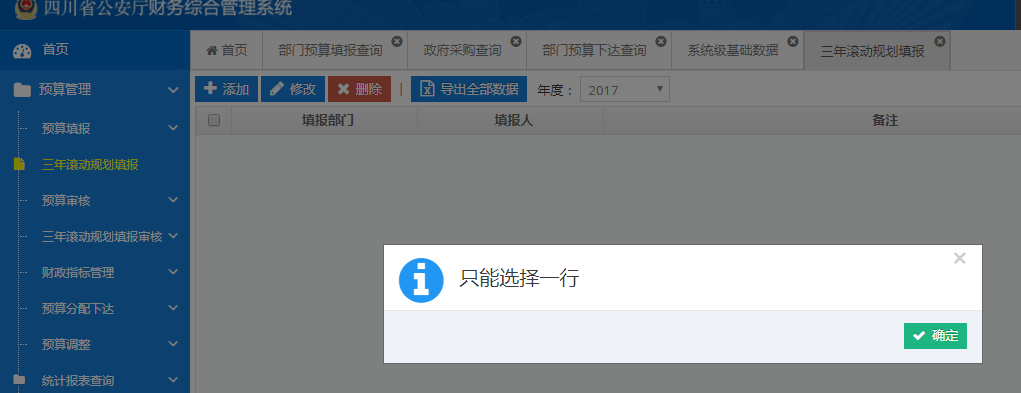 四川省公安厅财务综合管理系统
首页
预算管理
预算填报
三年滚动规划填报
预算审核
三年滚动规划填报审核
财政指标管理
预算分配下达
预算调整
统计报表查询
首页 部门预算填报查询 政府采购查询 部门预算下达查询 系统级基础数据 三年滚动规划填报
添加 修改 删除 | 导出全部数据 年度： 2017
填报部门 填报人 备注
只能选择一行
确定